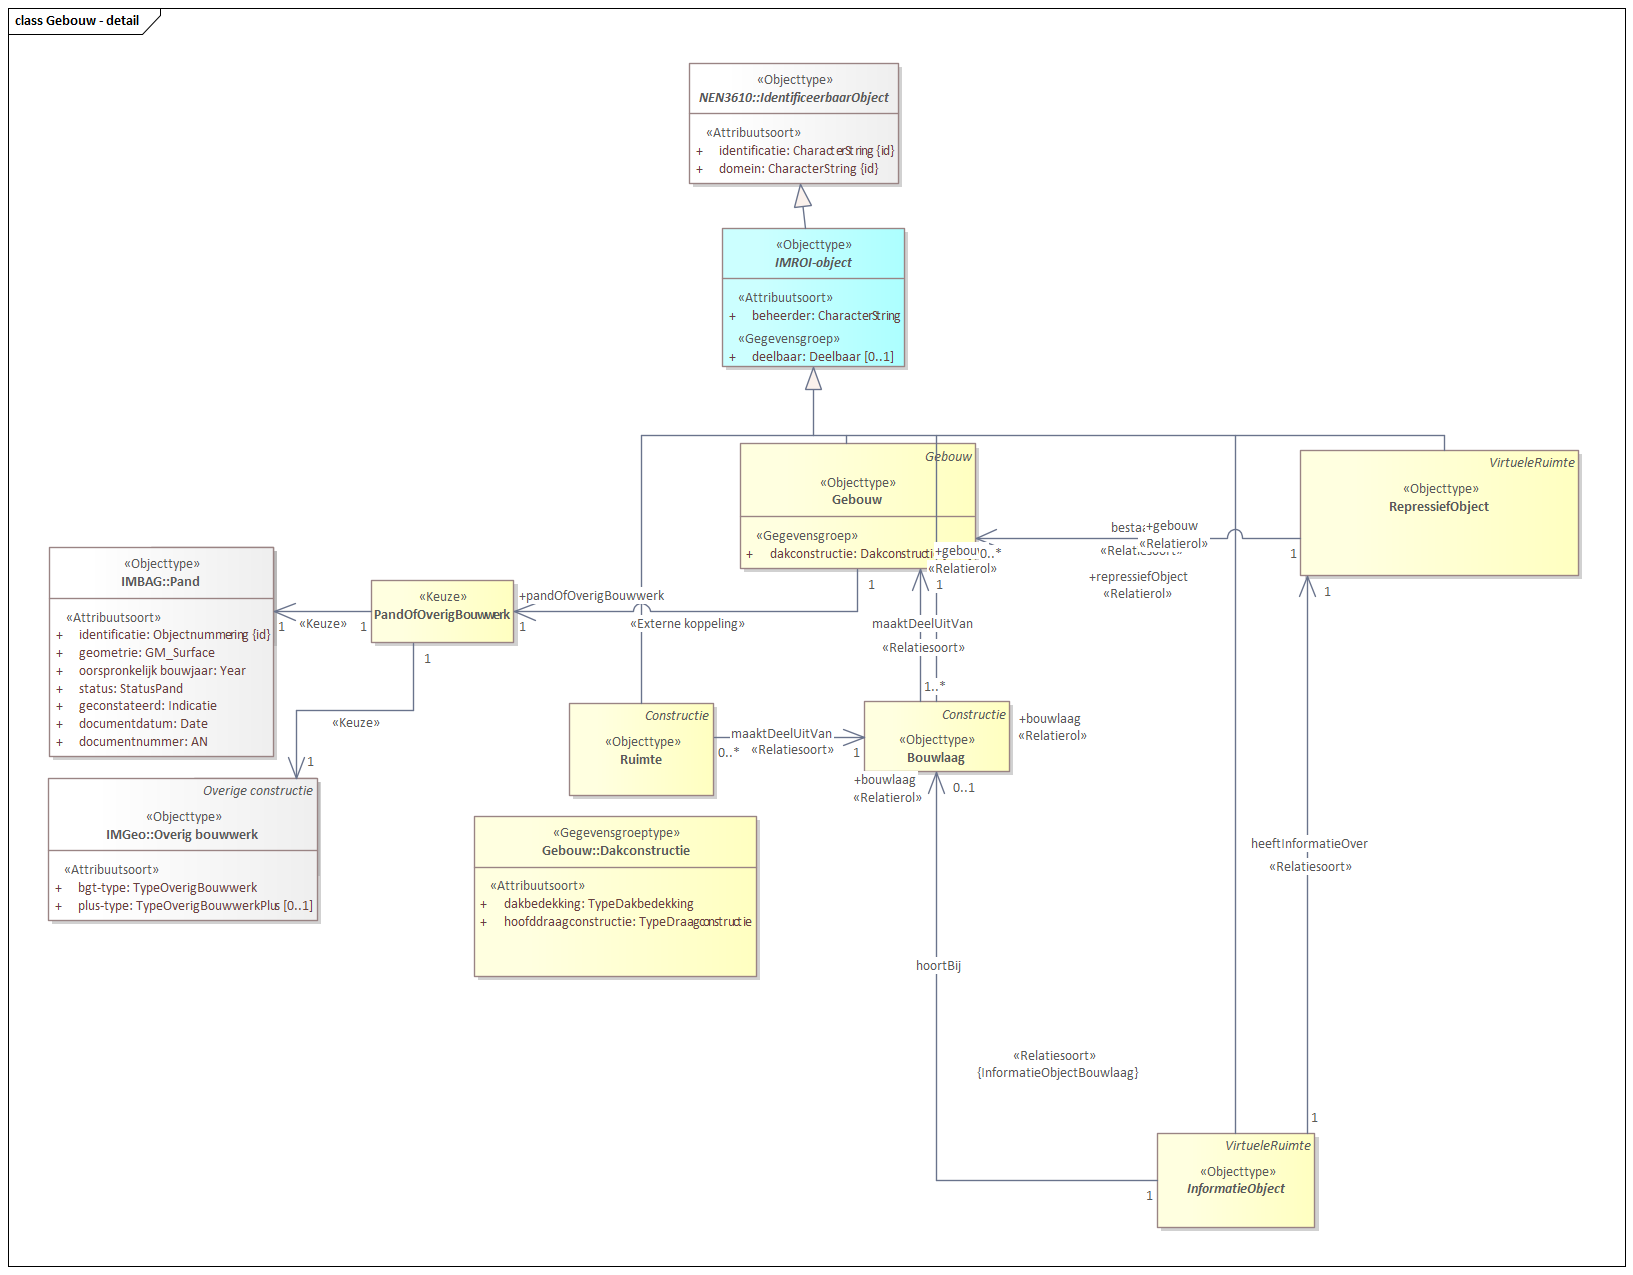 class Gebouw - detail
«Objecttype»
NEN3610::IdentificeerbaarObject
«Attribuutsoort»
+ identificatie: CharacterString {id}
+ domein: CharacterString {id}
«Objecttype»
IMROI-object
«Attribuutsoort»
+ beheerder: CharacterString
«Gegevensgroep»
+ deelbaar: Deelbaar [0..1]
Gebouw
«Objecttype»
Gebouw
«Gegevensgroep»
+ dakconstructie:
VirtueleRuimte
«Objecttype»
RepressiefObject
+gebouw
«Relatierol»
1
+gebouw
0..*
«Relatierol»
+repressiefObject
«Relatierol»
1
«Objecttype»
IMBAG::Pand
«Attribuutsoort»
+ identificatie: Objectnummering {id}
+ geometrie: GM_Surface
+ oorspronkelijk bouwjaar: Year
+ status: StatusPand
+ geconstateerd: Indicatie
+ documentdatum: Date
+ documentnummer: AN
«Keuze»
PandOfOverigBouwwerk
+pandOfOverigBouwwerk
1
1
1
«Keuze»
1
1
«Externe koppeling»
1
maaktDeelUitVan
«Relatiesoort»
1..*
«Keuze»
1
Constructie
«Objecttype»
Ruimte
maaktDeelUitVan
0..*
«Relatiesoort»
1
Constructie
«Objecttype»
Bouwlaag
+bouwlaag
«Relatierol»
+bouwlaag
«Relatierol»
0..1
Overige constructie
«Objecttype»
IMGeo::Overig bouwwerk
«Attribuutsoort»
+ bgt-type: TypeOverigBouwwerk
+ plus-type: TypeOverigBouwwerkPlus [0..1]
«Gegevensgroeptype»
Gebouw::Dakconstructie
«Attribuutsoort»
+ dakbedekking: TypeDakbedekking
+ hoofddraagconstructie: TypeDraagconstructie
heeftInformatieOver
«Relatiesoort»
hoortBij
«Relatiesoort»
{InformatieObjectBouwlaag}
1
VirtueleRuimte
«Objecttype»
InformatieObject
1